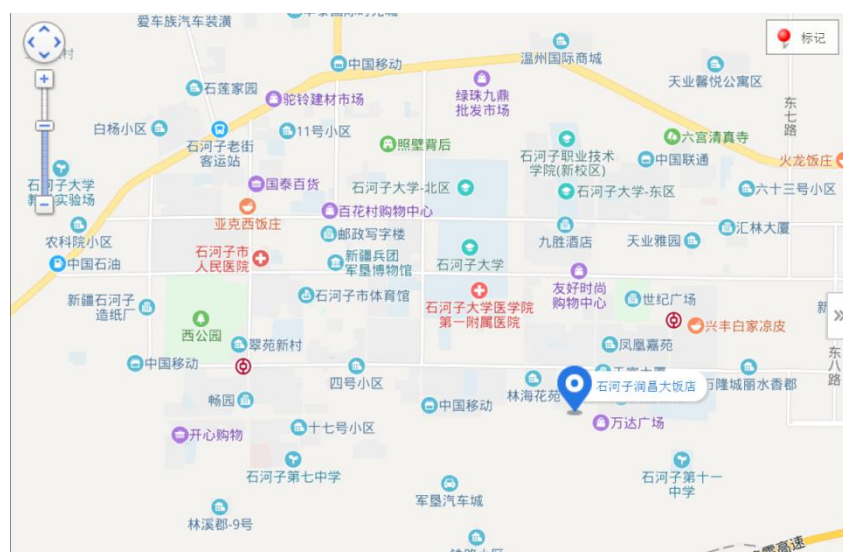 爱车族汽车装潢
中国移动
温州国际商城
标记
天业馨悦公寓区
石莲家园
驼铃建材市场
绿珠九鼎
批发市场
东七路
白杨小区
石河子老街
客运站
11号小区
照壁背后
石河子职业技术
学院(新校区)
六宫清真寺
中国联通
火龙饭庄
石河子大学
实验场
国泰百货
石河子大学-北区
石河子大学-东区
六十三号小区
亚克西饭庄
百花村购物中心
农科院小区
邮政写字楼
九胜酒店
天业雅园
汇林大厦
中国石油
石河子市
人民医院
新疆兵团
军垦博物馆
石河子大学
新疆石河子
造纸厂
石河子市体育馆
石河子大学医学院
第一附属医院
友好时尚
购物中心
世纪广场
新
西公园
翠苑新村
凤凰嘉苑
兴丰白家凉皮
东八路
中国移动
四号小区
林海花苑
石河子润昌大饭店
万隆城丽水香郡
畅园
中国移动
万达广场
开心购物
十七号小区
石河子第七中学
石河子第十一
中学
军垦汽车城
林溪郡-9号
高速